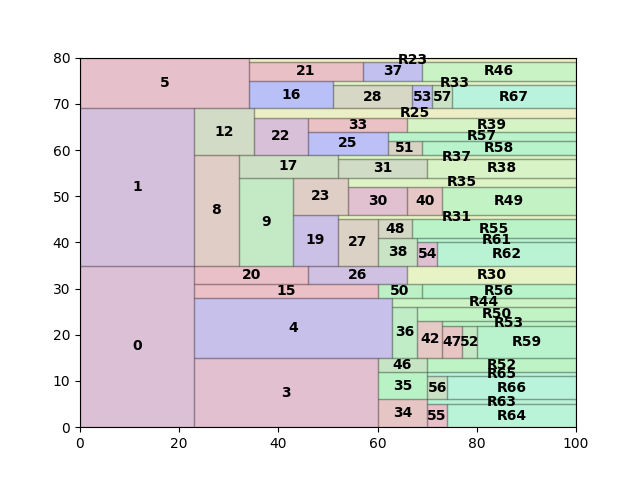 80
R23
21 37 R46
5
R33
16 28 53 57 R67
70
R25
33 R39
12 22 R57
25
60
51 R58
R37
17 31 R38
R35
50
1 8 9 23 30 40 R49
R31
48 R55
40
19 27 R61
38 54 R62
20 26 R30
30
15 50 R56
R44
R50
R53
20
4 36 42 47 52 R59
46 R52
R65
10
0 3 35 56 R66
R63
34 55 R64
0
0 20 40 60 80 100